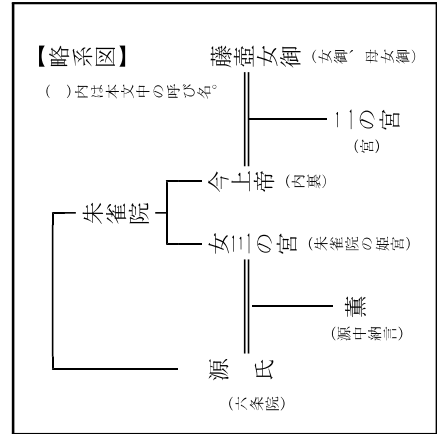 【略系図】
(　)内は本文中の呼び名。
藤壺女御
(女御、母女御)
二の宮
(宮)
今上帝
(内裏)
朱雀院
女三の宮
(朱雀院の姫宮)
薫
(源中納言)
源氏
(六条院)